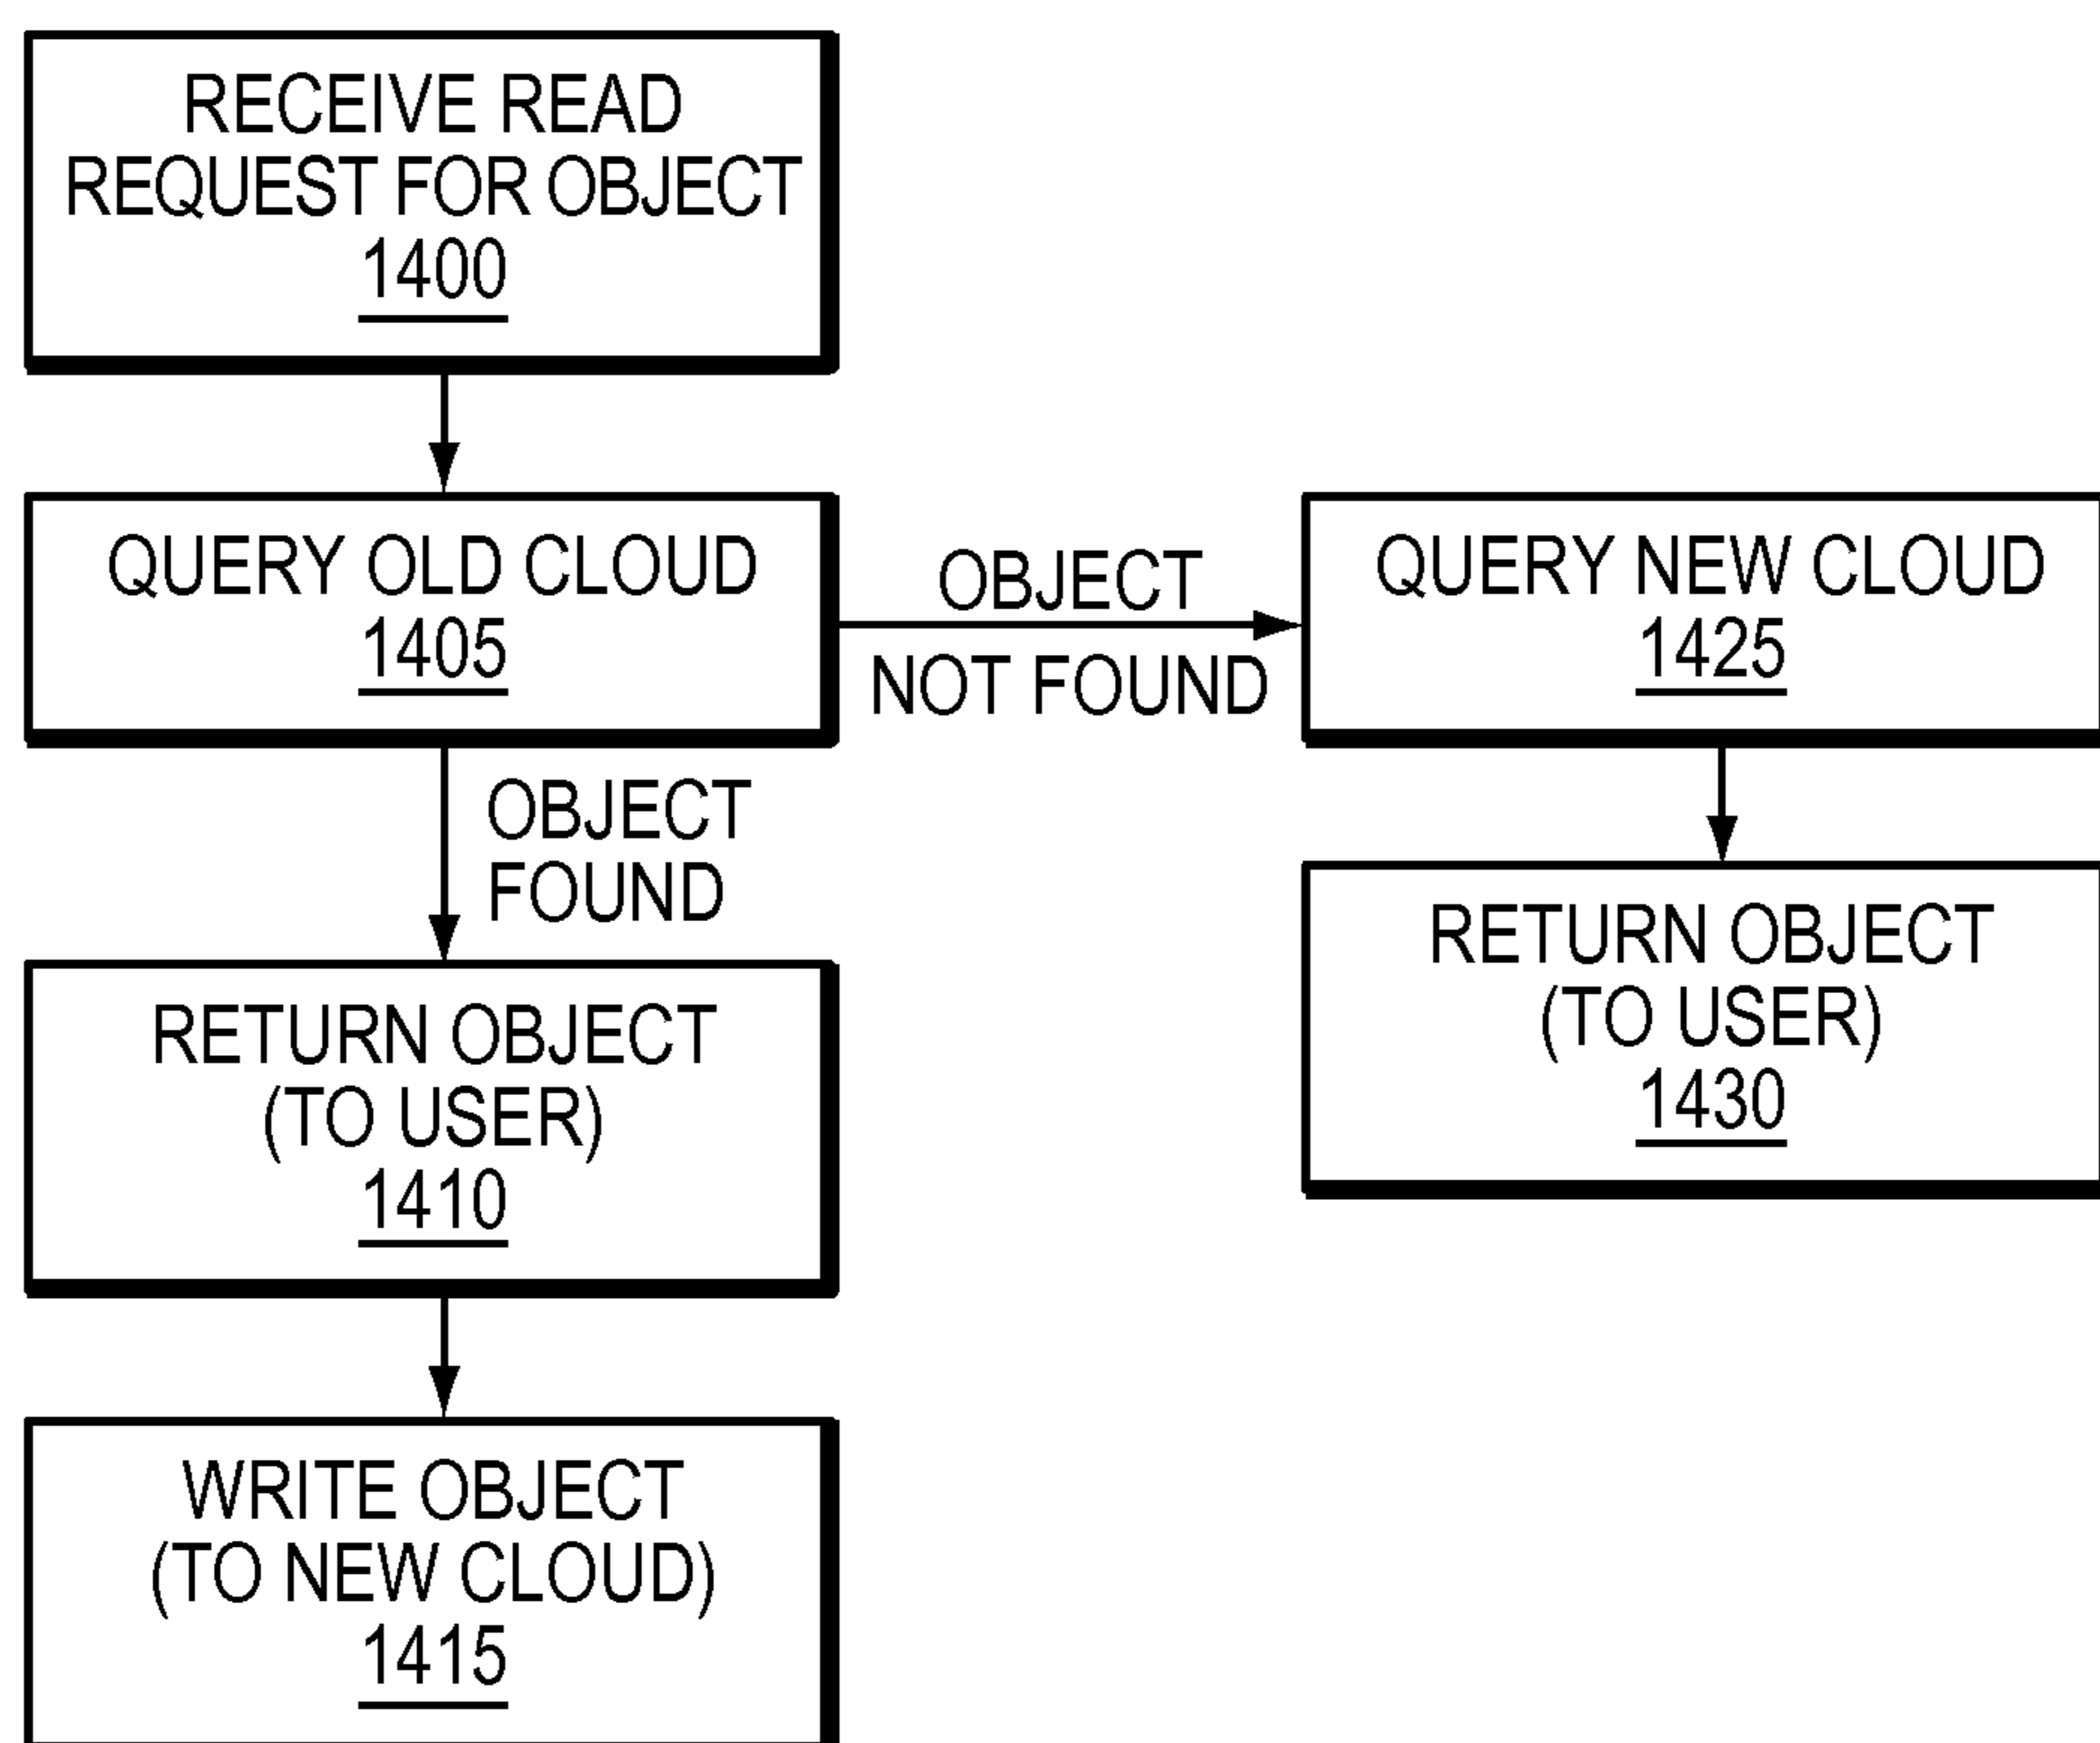 RECEIVE READ
REQUEST FOR OBJECT
1400
QUERY OLD CLOUD
1405
OBJECT
NOT FOUND
QUERY NEW CLOUD
1425
OBJECT
FOUND
RETURN OBJECT
(TO USER)
1410
RETURN OBJECT
(TO USER)
1430
WRITE OBJECT
(TO NEW CLOUD)
1415